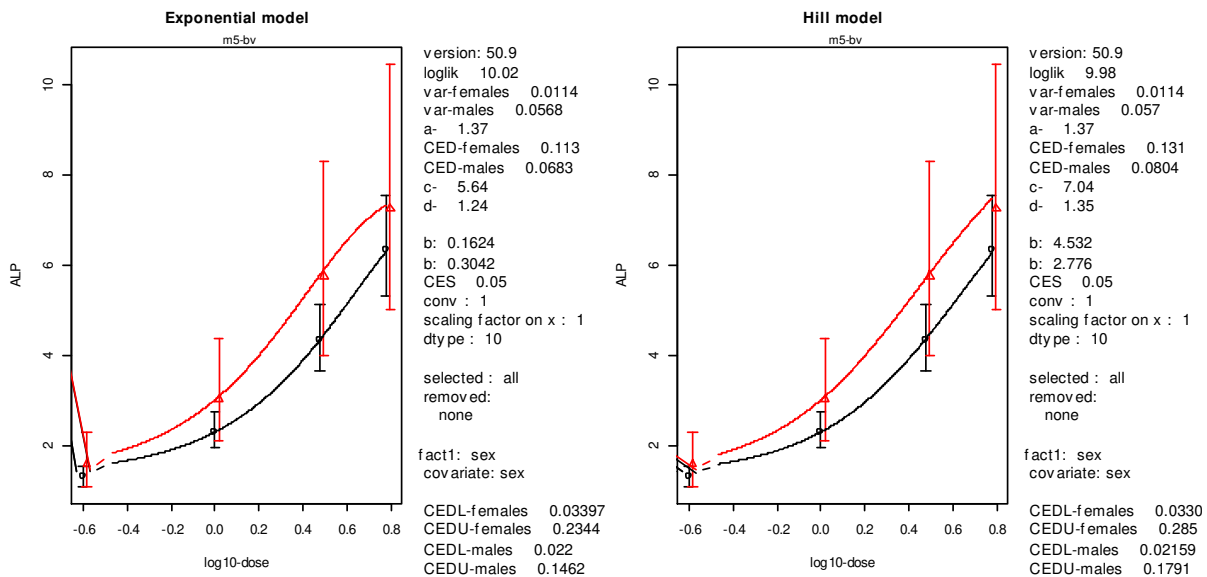 Exponential model
m5-bv
ALP
10
8
6
4
2
-0.6 -0.4 -0.2 0.0 0.2 0.4 0.6 0.8
log10-dose
version: 50.9
loglik 10.02
var-females 0.0114
var-males 0.0568
a- 1.37
CED-females 0.113
CED-males 0.0683
c- 5.64
d- 1.24
b: 0.1624
b: 0.3042
CES 0.05
conv : 1
scaling factor on x : 1
dtype : 10
selected : all
removed:
none
fact1: sex
covariate: sex
CEDL-females 0.03397
CEDU-females 0.2344
CEDL-males 0.022
CEDU-males 0.1462
Hill model
m5-bv
ALP
10
8
6
4
2
-0.6 -0.4 -0.2 0.0 0.2 0.4 0.6 0.8
log10-dose
version: 50.9
loglik 9.98
var-females 0.0114
var-males 0.057
a- 1.37
CED-females 0.131
CED-males 0.0804
c- 7.04
d- 1.35
b: 4.532
b: 2.776
CES 0.05
conv : 1
scaling factor on x : 1
dtype : 10
selected : all
removed:
none
fact1: sex
covariate: sex
CEDL-females 0.0330
CEDU-females 0.285
CEDL-males 0.02159
CEDU-males 0.1791